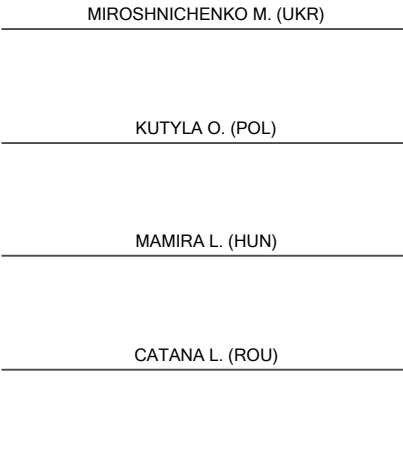 MIROSHNICHENKO M. (UKR)
KUTYLA O. (POL)
MAMIRA L. (HUN)
CATANA L. (ROU)